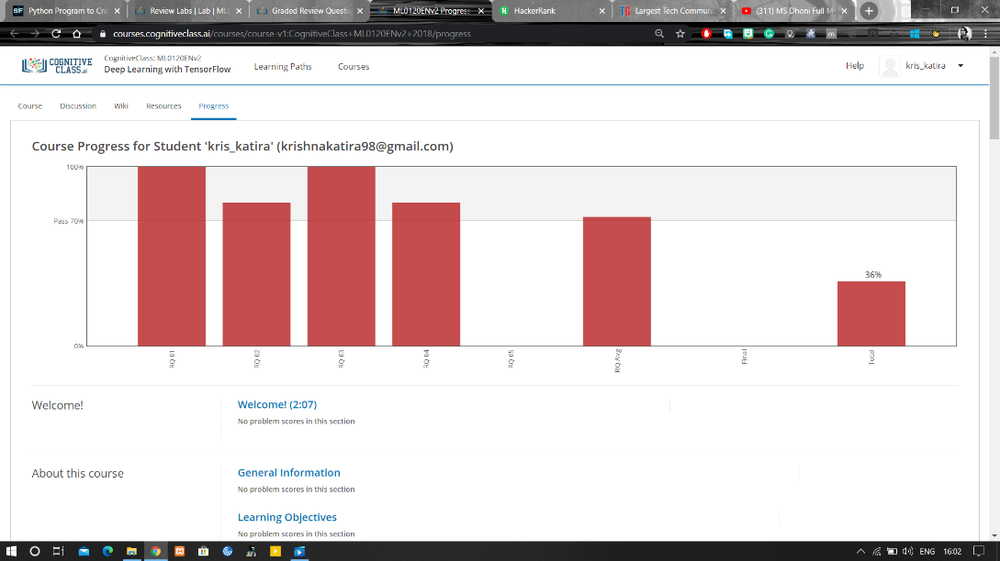 Python Program to Cre
Review Labs | Lab | ML
Graded Review Questi
ML0120ENv2 Progress
HackerRank
Largest Tech Commun
(311) MS Dhoni Full M
courses.cognitiveclass.ai/courses/course-v1:CognitiveClass+ML0120ENv2+2018/progress
COGNITIVE
CLASS.ai
CognitiveClass: ML0120ENv2
Deep Learning with TensorFlow
Learning Paths
Courses
Help
kris_katira
Course
Discussion
Wiki
Resources
Progress
Course Progress for Student 'kris_katira' (krishnakatira98@gmail.com)
100%
Pass 70%
0%
36%
RQ 01
RQ 02
RQ 03
RQ 04
RQ 05
RQ Avg
Final
Total
Welcome!
Welcome! (2:07)
No problem scores in this section
About this course
General Information
No problem scores in this section
Learning Objectives
No problem scores in this section
ENG
16:02